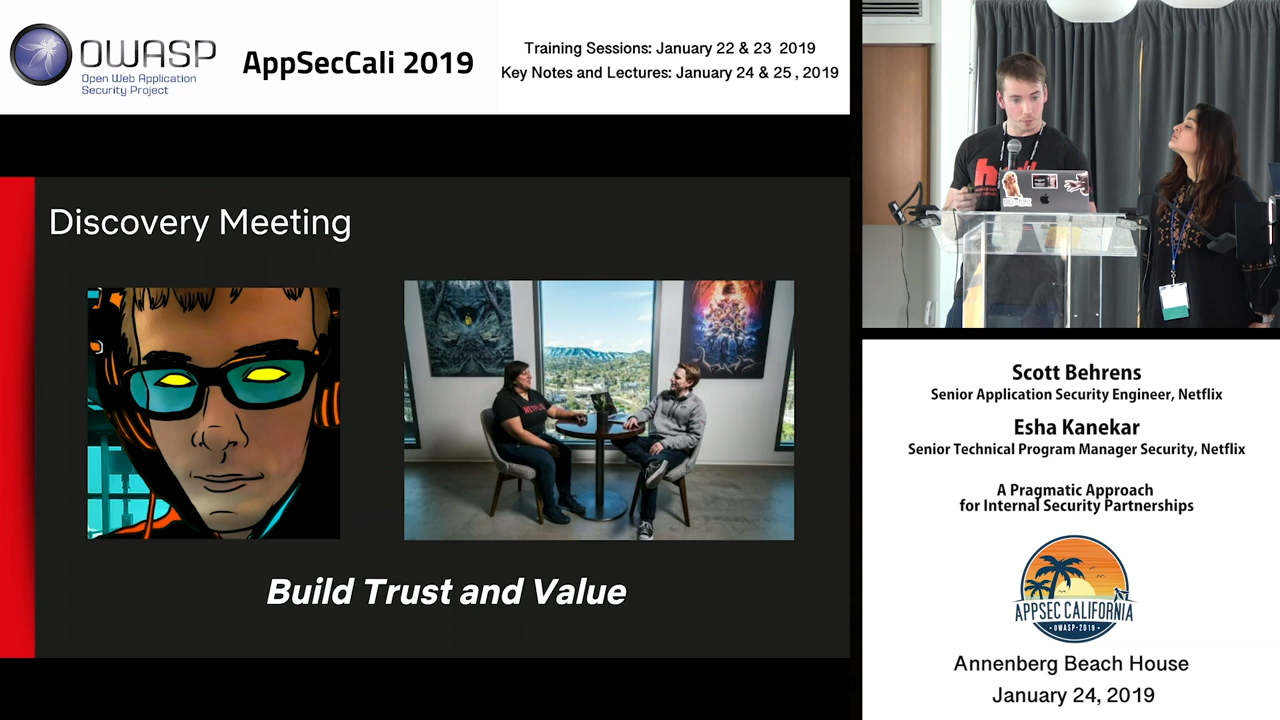 OWASP
Open Web Application
Security Project
AppSecCali 2019
Training Sessions: January 22 & 23 2019
Key Notes and Lectures: January 24 & 25 , 2019
Discovery Meeting
NETFLIX
Build Trust and Value
Scott Behrens
Senior Application Security Engineer, Netflix
Esha Kanekar
Senior Technical Program Manager Security, Netflix
A Pragmatic Approach
for Internal Security Partnerships
APPSEC CALIFORNIA
• OWASP-2019 •
Annenberg Beach House
January 24, 2019